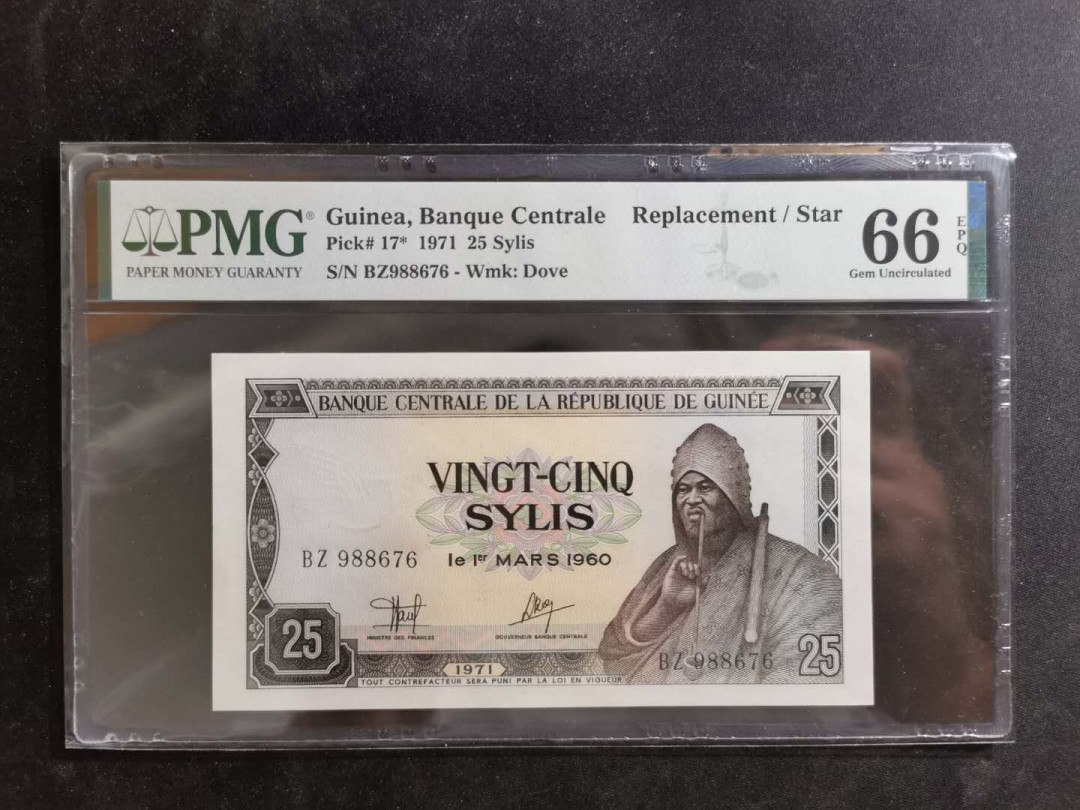 PMG®
PAPER MONEY GUARANTY
Guinea, Banque Centrale Replacement / Star
Pick# 17* 1971 25 Sylis
S/N BZ988676 - Wmk: Dove
66 EPQ
Gem Uncirculated
BANQUE CENTRALE DE LA RÉPUBLIQUE DE GUINÉE
VINGT-CINQ
SYLIS
BZ 988676 le 1er MARS 1960
MINISTRE DES FINANCES GOUVERNEUR BANQUE CENTRALE
25 BZ 988676 25
1971
TOUT CONTREFACTEUR SERA PUNI PAR LA LOI EN VIGUEUR